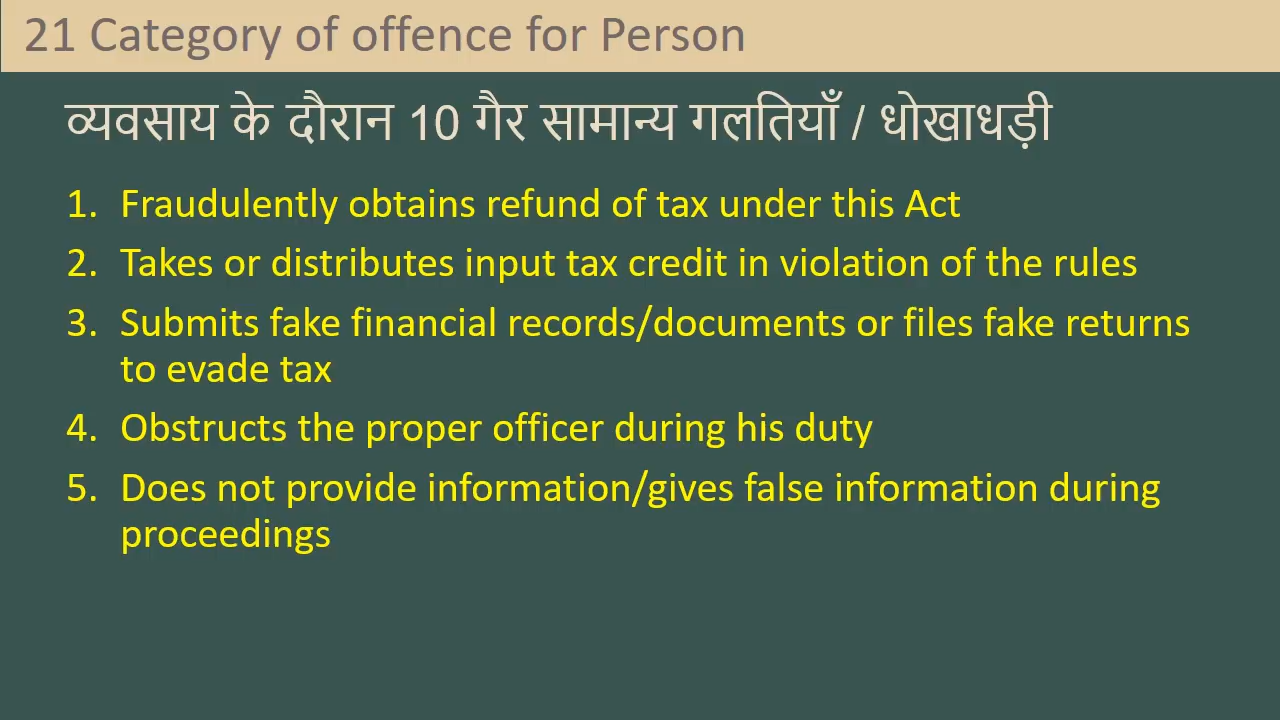 21 Category of offence for Person
व्यवसाय के दौरान 10 गैर सामान्य गलतियाँ / धोखाधड़ी
1. Fraudulently obtains refund of tax under this Act
2. Takes or distributes input tax credit in violation of the rules
3. Submits fake financial records/documents or files fake returns
to evade tax
4. Obstructs the proper officer during his duty
5. Does not provide information/gives false information during
proceedings